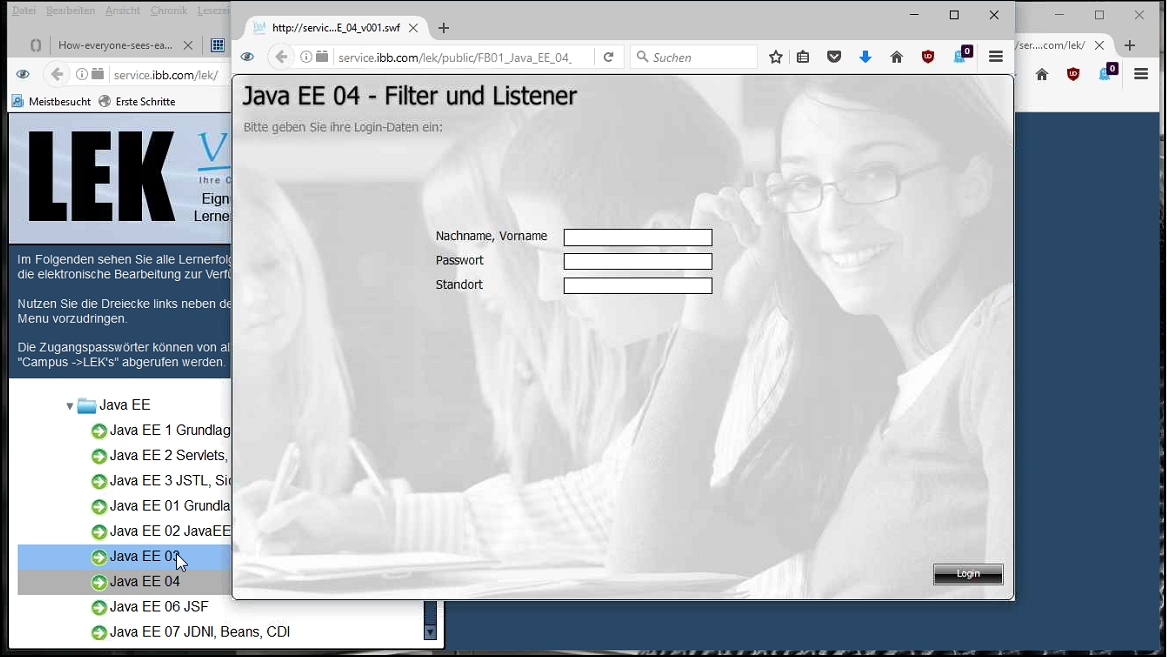 Datei Bearbeiten Ansicht Chronik Leseze
How-everyone-sees-ea...
service.ibb.com/lek/
Meistbesucht Erste Schritte
LEK
V
Ihre C
Eign
Lerne
Im Folgenden sehen Sie alle Lernerfolg
die elektronische Bearbeitung zur Verfü
Nutzen Sie die Dreiecke links neben de
Menu vorzudringen.
Die Zugangspasswörter können von al
"Campus ->LEK's" abgerufen werden.
Java EE
Java EE 1 Grundlag
Java EE 2 Servlets,
Java EE 3 JSTL, Sic
Java EE 01 Grundla
Java EE 02 JavaEE
Java EE 03
Java EE 04
Java EE 06 JSF
Java EE 07 JDNI, Beans, CDI
http://servic...E_04_v001.swf
service.ibb.com/lek/public/FB01_Java_EE_04_
Suchen
0
Java EE 04 - Filter und Listener
Bitte geben Sie ihre Login-Daten ein:
Nachname, Vorname
Passwort
Standort
Login
/ser....com/lek/
0